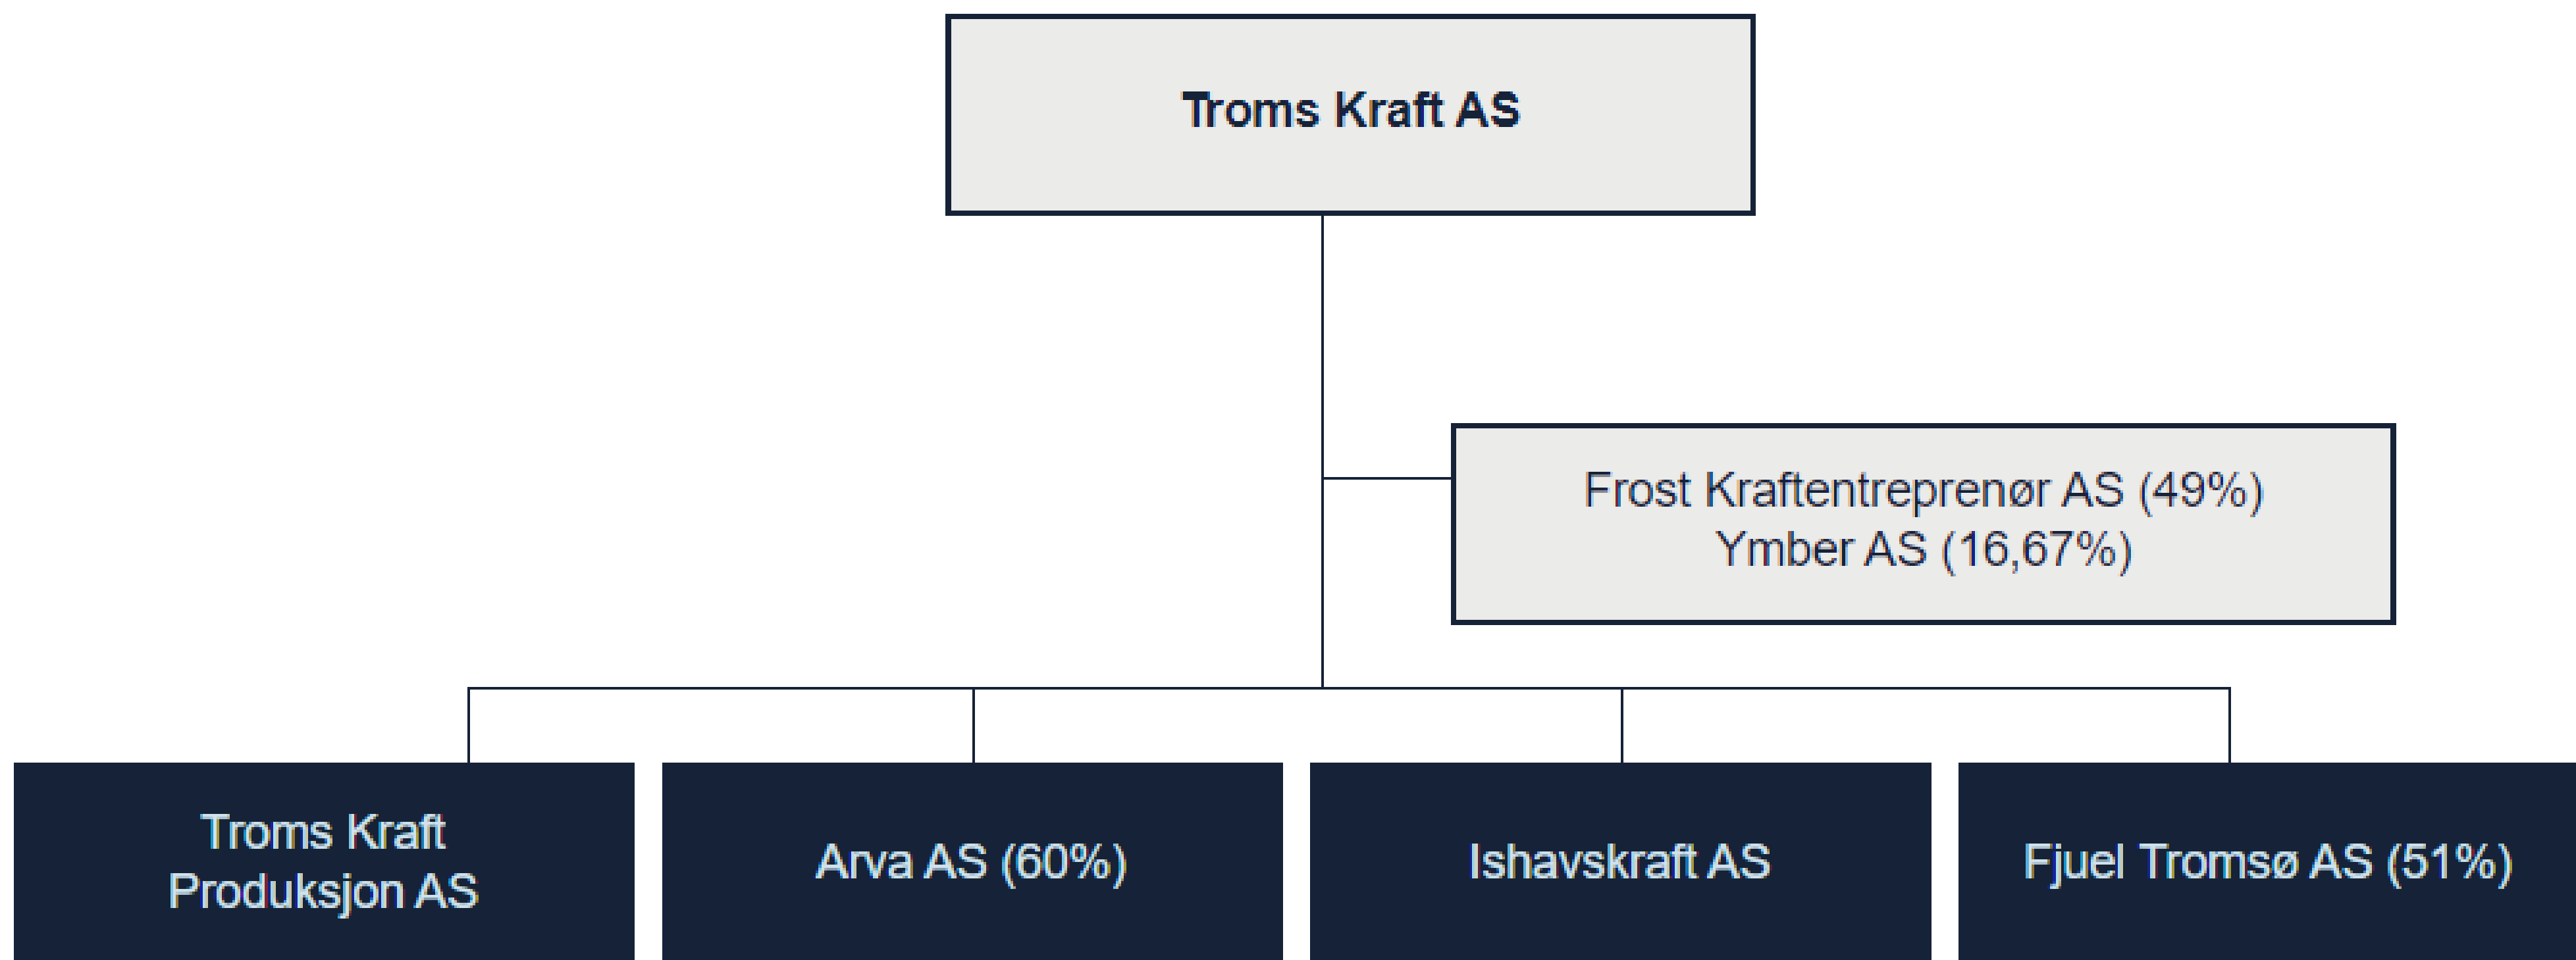 Troms Kraft AS
Frost Kraftentreprenør AS (49%)
Ymber AS (16,67%)
Troms Kraft
Produksjon AS
Arva AS (60%)
Ishavskraft AS
Fjuel Tromsø AS (51%)